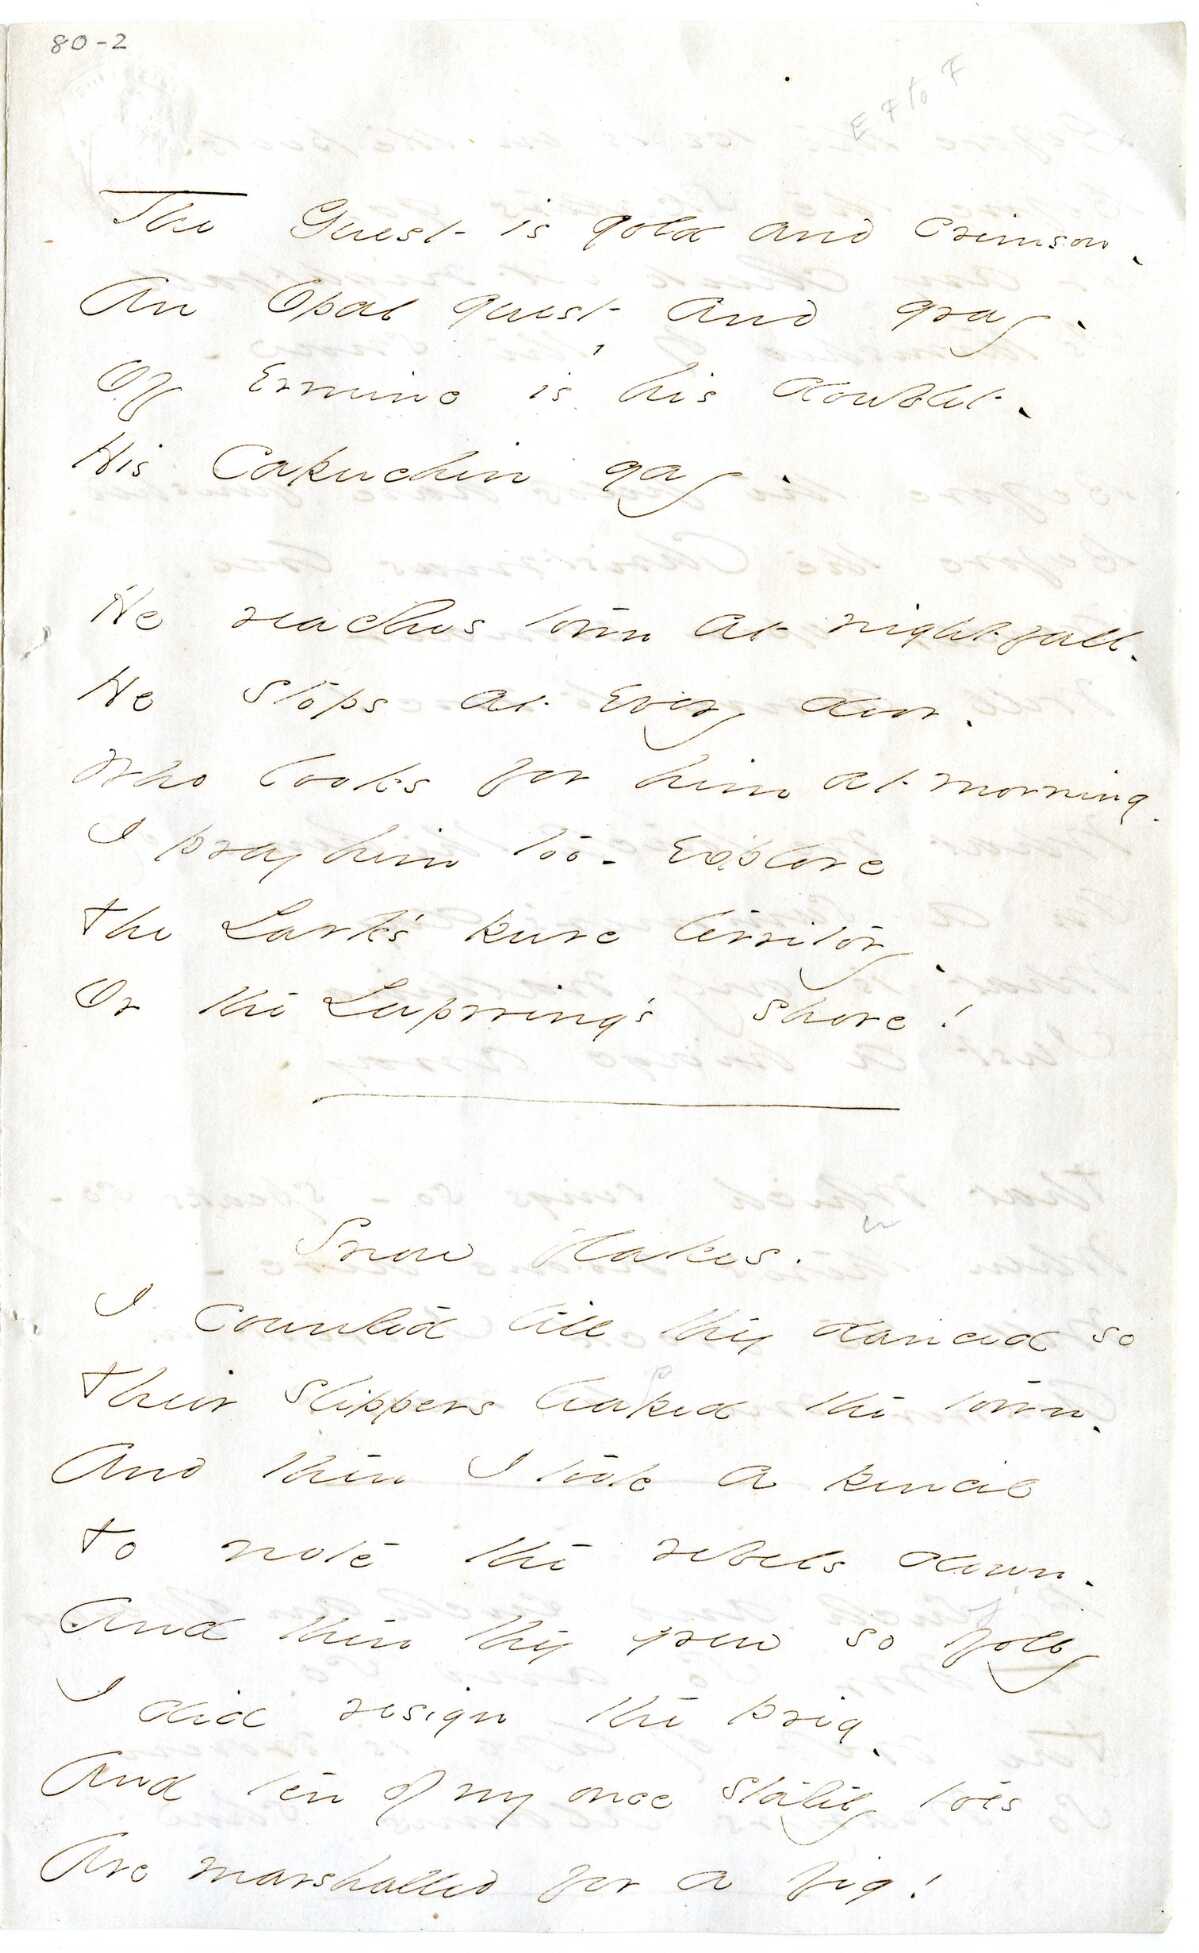 80-2
E F to F
The Guest is gold and Crimson.
An Opal guest and gray.
Of Ermine is his doublet.
His Capuchin gay.
He reaches town at nightfall.
He stops at Every door.
Who looks for him at morning.
I pray him too - Explore
The Lark's pure territory.
Or the Lapwing's shore!
Snow flakes.
I counted till they danced so
Their slippers leaped the town.
And then I took a pencil
To note the rebels down.
And then they grew so jolly
I did resign the prig.
And ten of my once stately toes
Are marshalled for a jig!